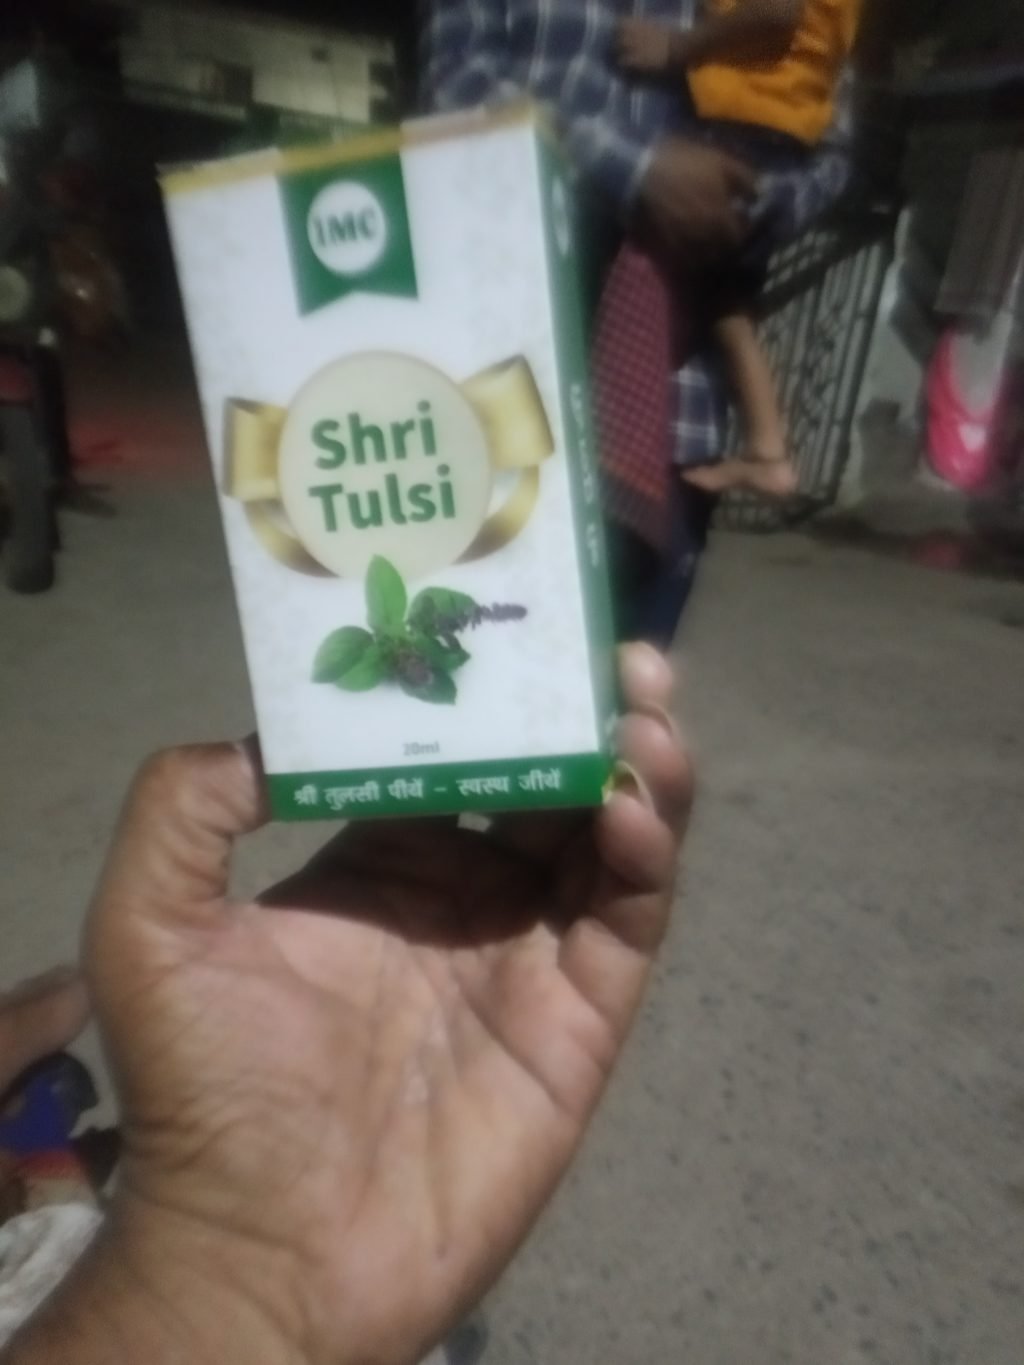 IMC
Shri
Tulsi
20ml
श्री तुलसी पीयें - स्वस्थ जीयें